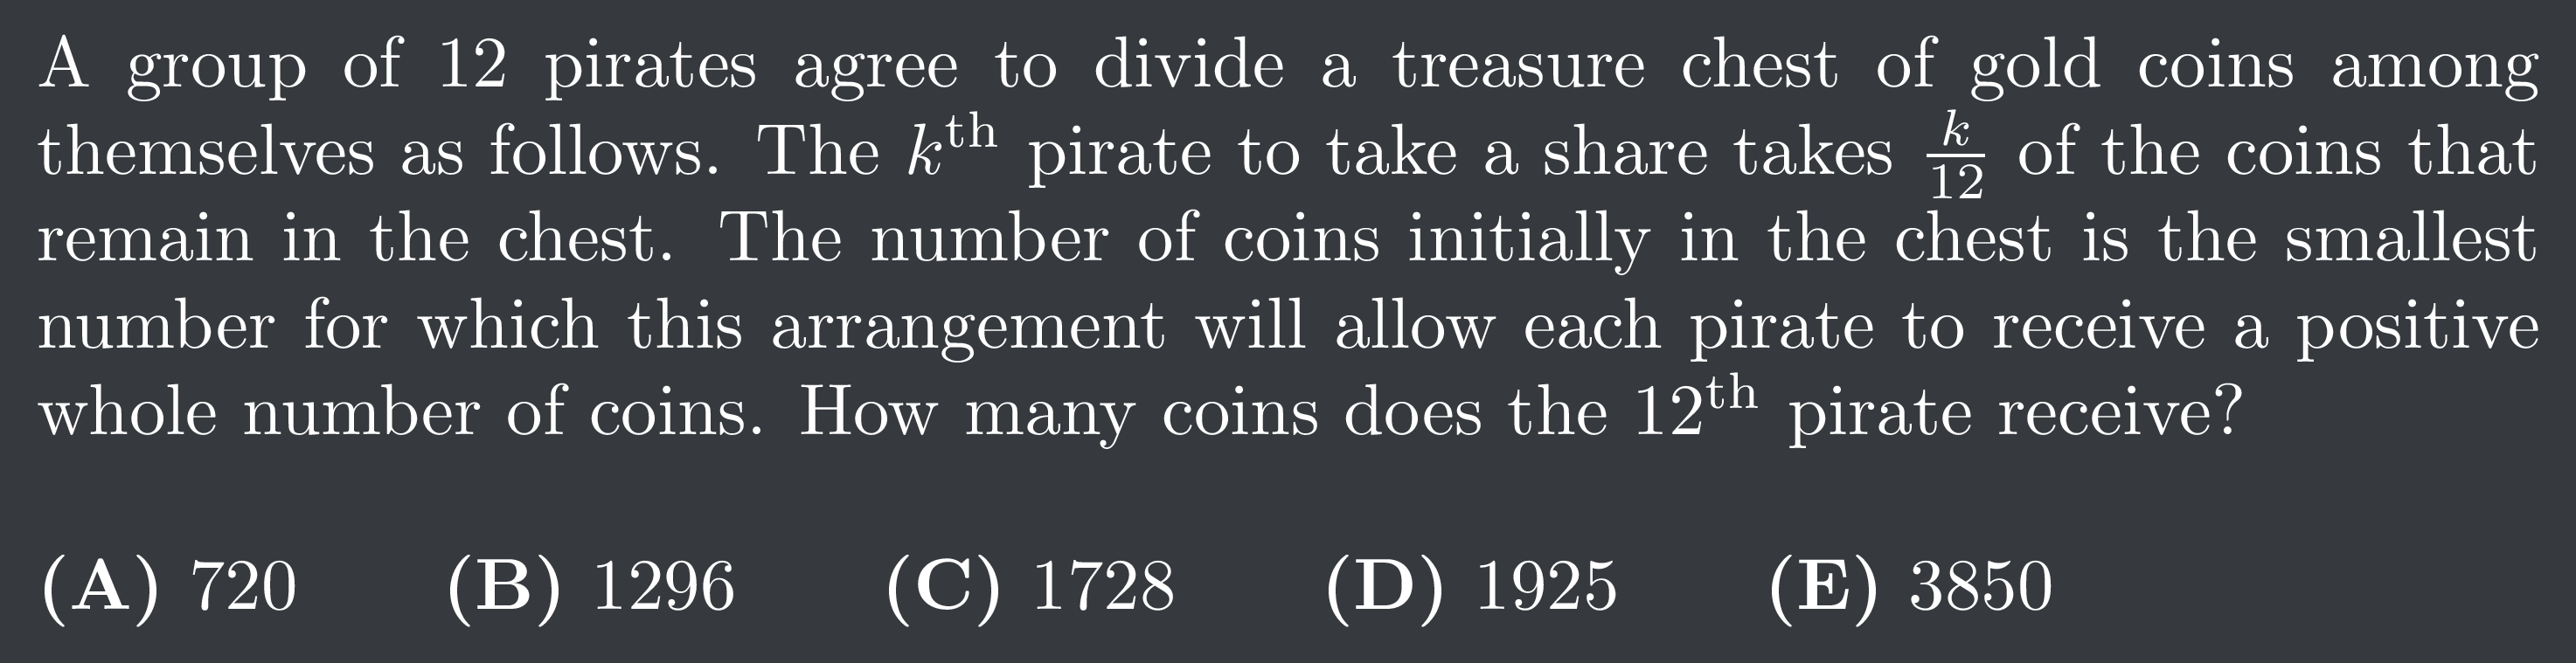 A group of 12 pirates agree to divide a treasure chest of gold coins among
themselves as follows. The k^th pirate to take a share takes k/12 of the coins that
remain in the chest. The number of coins initially in the chest is the smallest
number for which this arrangement will allow each pirate to receive a positive
whole number of coins. How many coins does the 12^th pirate receive?
(A) 720 (B) 1296 (C) 1728 (D) 1925 (E) 3850